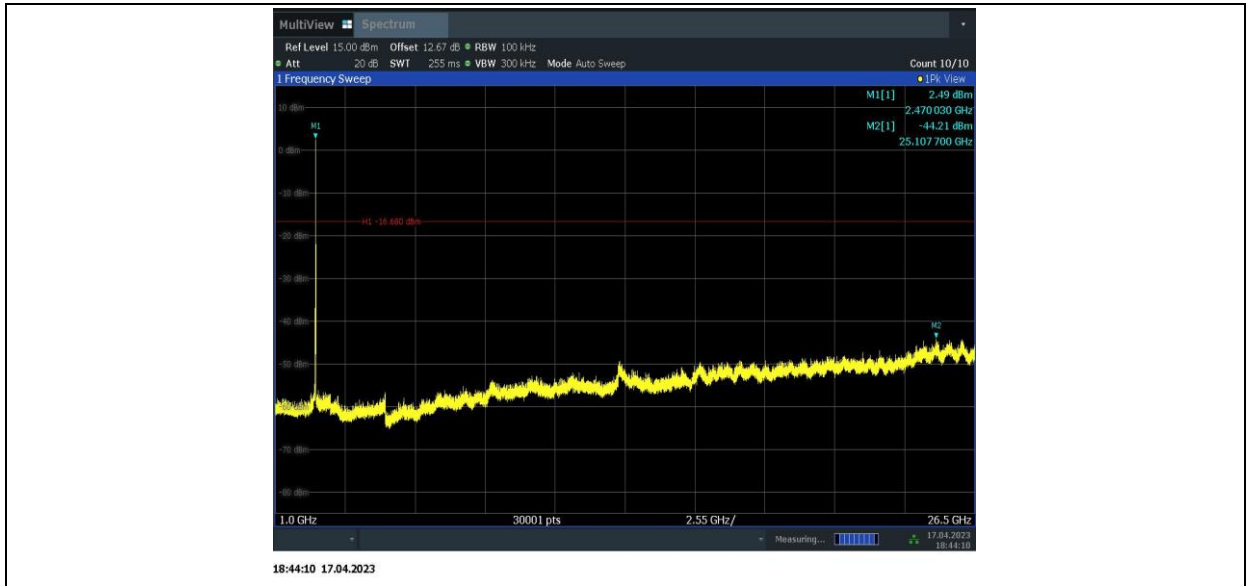 MultiView Spectrum
Ref Level 15.00 dBm Offset 12.67 dB RBW 100 kHz
Att 20 dB SWT 255 ms VBW 300 kHz Mode Auto Sweep Count 10/10
1 Frequency Sweep 1Pk View
M1[1] 2.49 dBm
2.470 030 GHz
M2[1] -44.21 dBm
25.107 700 GHz
10 dBm
M1
0 dBm
-10 dBm
H1 -16.680 dBm
-20 dBm
-30 dBm
-40 dBm
M2
-50 dBm
-70 dBm
-80 dBm
1.0 GHz 30001 pts 2.55 GHz/ 26.5 GHz
Measuring... 17.04.2023
18:44:10
18:44:10 17.04.2023